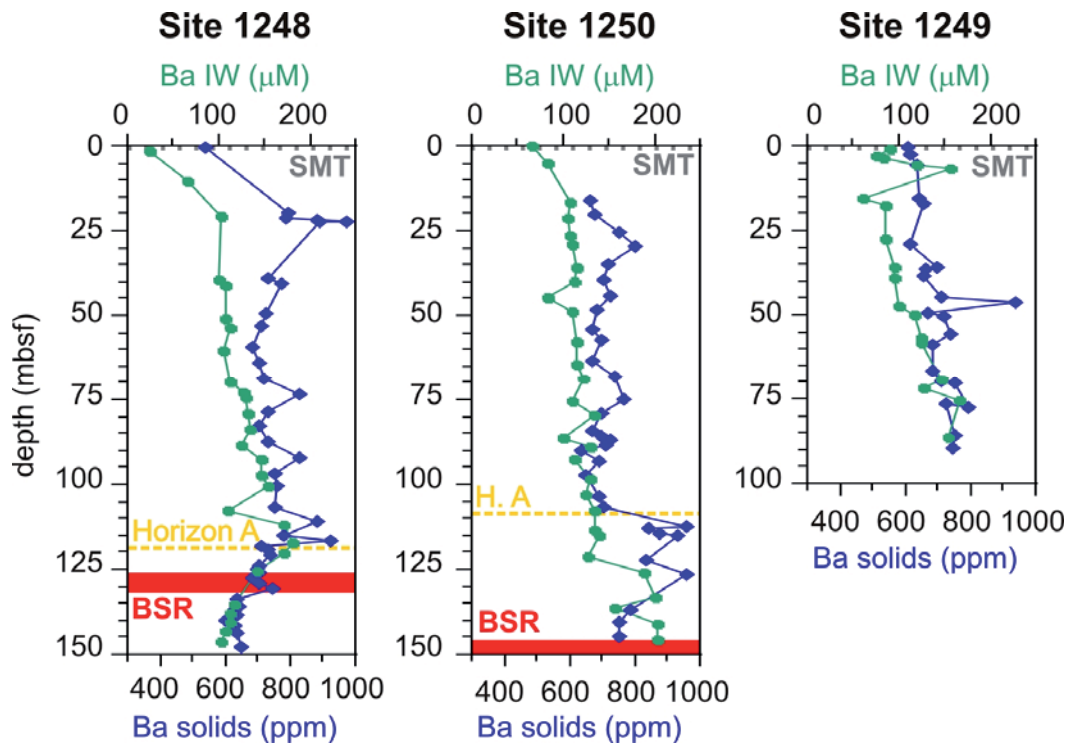 Site 1248
Site 1250
Site 1249
Ba IW (μM)
Ba IW (μM)
Ba IW (μM)
0 100 200
0 100 200
0 100 200
SMT
SMT
SMT
depth (mbsf)
0
25
50
75
100
125
150
0
25
50
75
100
125
150
0
25
50
75
100
Horizon A
BSR
H. A
BSR
400 600 800 1000
400 600 800 1000
400 600 800 1000
Ba solids (ppm)
Ba solids (ppm)
Ba solids (ppm)